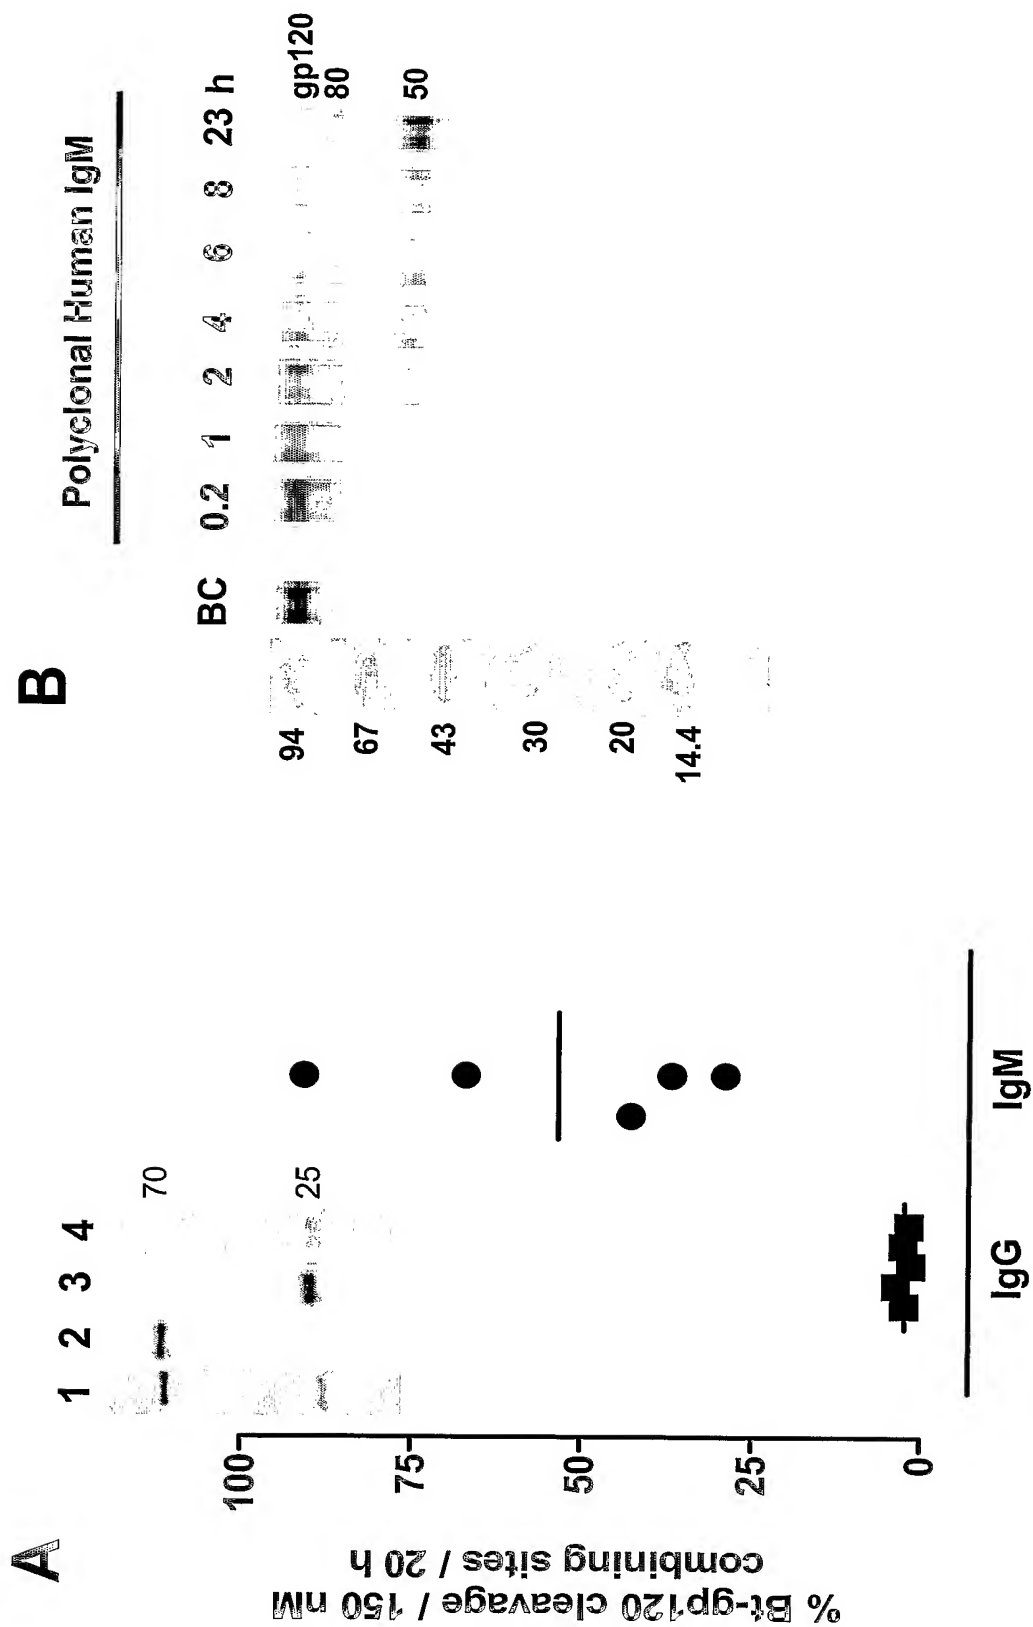 A
% Bt-gp120 cleavage / 150 nM
combining sites / 20 h
100
75
50
25
0
1 2 3 4
70
25
IgG IgM
B
Polyclonal Human IgM
BC 0.2 1 2 4 6 8 23 h
gp120
80
50
94
67
43
30
20
14.4